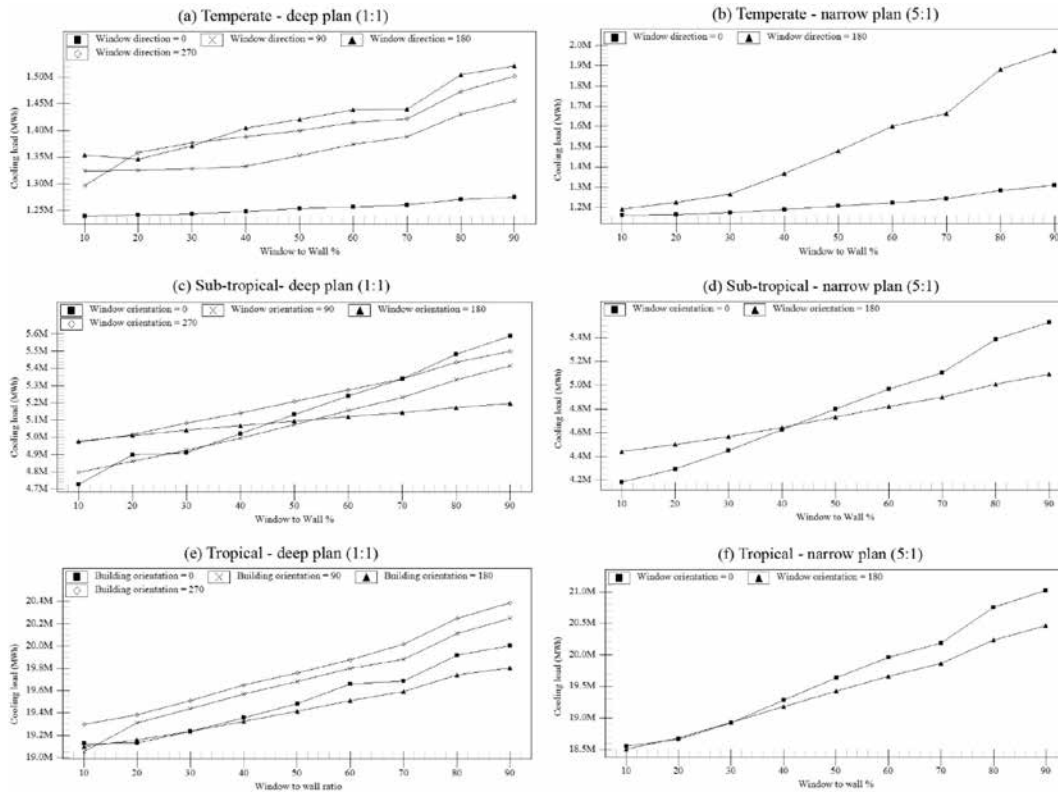 (a) Temperate - deep plan (1:1)
Window direction = 0 Window direction = 90 Window direction = 180
Window direction = 270
1.50M
1.45M
1.40M
1.35M
1.30M
1.25M
Cooling load (MWh)
10 20 30 40 50 60 70 80 90
Window to Wall %
(b) Temperate - narrow plan (5:1)
Window direction = 0 Window direction = 180
2.0M
1.9M
1.8M
1.7M
1.6M
1.5M
1.4M
1.3M
1.2M
Cooling load (MWh)
10 20 30 40 50 60 70 80 90
Window to Wall %
(c) Sub-tropical- deep plan (1:1)
Window orientation = 0 Window orientation = 90 Window orientation = 180
Window orientation = 270
5.6M
5.5M
5.4M
5.3M
5.2M
5.1M
5.0M
4.9M
4.8M
4.7M
Cooling load (MWh)
10 20 30 40 50 60 70 80 90
Window to Wall %
(d) Sub-tropical - narrow plan (5:1)
Window orientation = 0 Window orientation = 180
5.4M
5.2M
5.0M
4.8M
4.6M
4.4M
4.2M
Cooling load (MWh)
10 20 30 40 50 60 70 80 90
Window to Wall %
(e) Tropical - deep plan (1:1)
Building orientation = 0 Building orientation = 90 Building orientation = 180
Building orientation = 270
20.4M
20.2M
20.0M
19.8M
19.6M
19.4M
19.2M
19.0M
Cooling load (MWh)
10 20 30 40 50 60 70 80 90
Window to wall ratio
(f) Tropical - narrow plan (5:1)
Window orientation = 0 Window orientation = 180
21.0M
20.5M
20.0M
19.5M
19.0M
18.5M
Cooling load (MWh)
10 20 30 40 50 60 70 80 90
Window to wall %